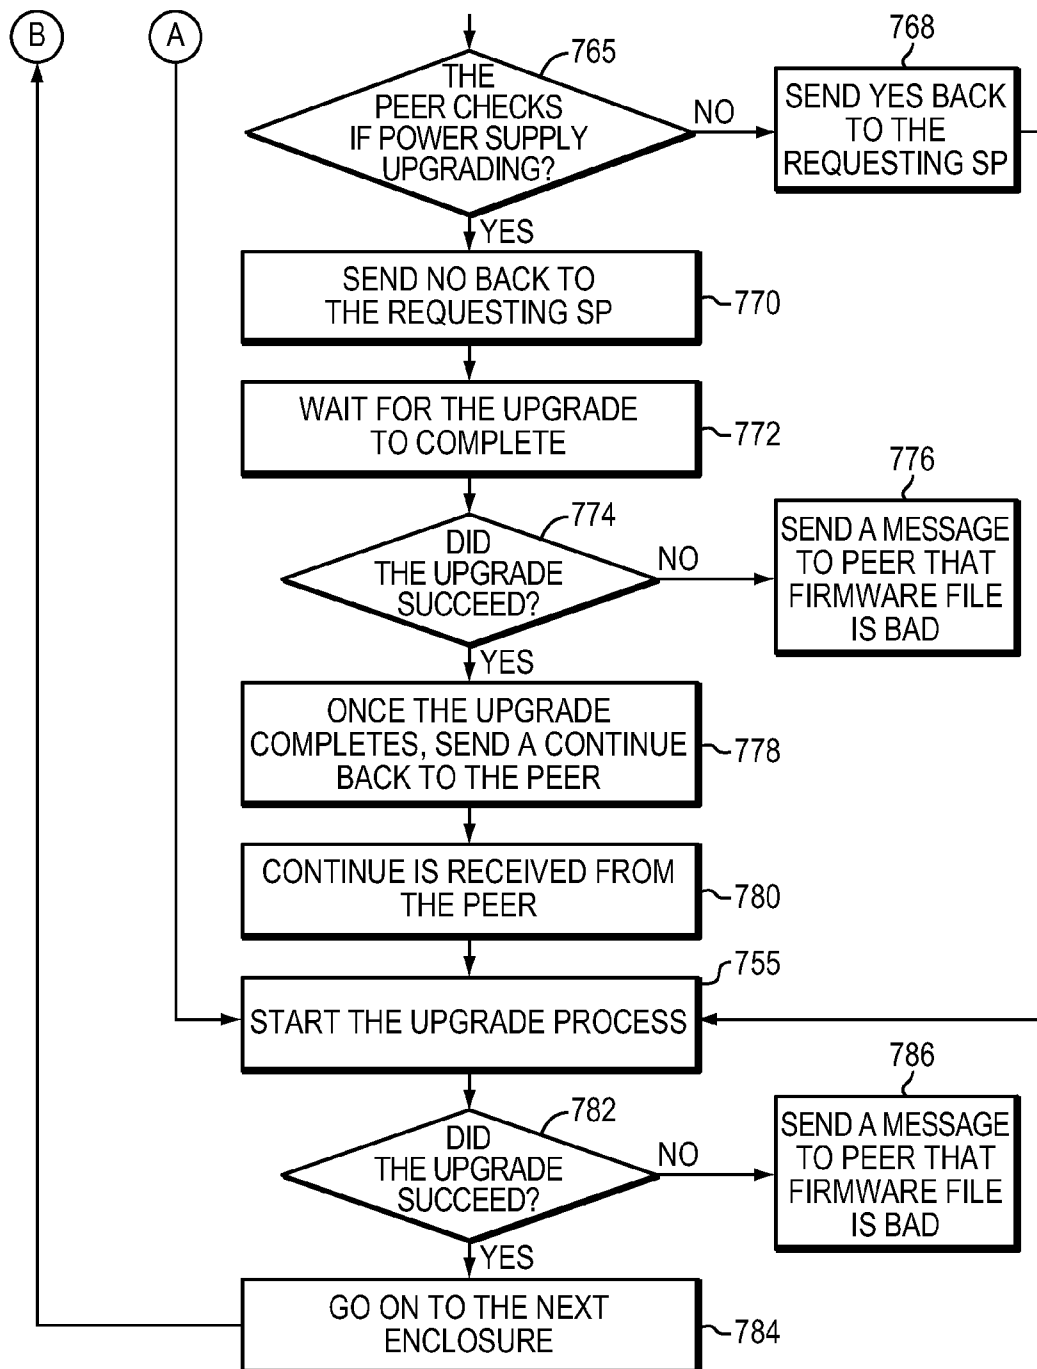 B
A
765
THE
PEER CHECKS
IF POWER SUPPLY
UPGRADING?
NO
768
SEND YES BACK
TO THE
REQUESTING SP
YES
SEND NO BACK TO
THE REQUESTING SP
770
WAIT FOR THE UPGRADE
TO COMPLETE
772
774
DID
THE UPGRADE
SUCCEED?
NO
776
SEND A MESSAGE
TO PEER THAT
FIRMWARE FILE
IS BAD
YES
ONCE THE UPGRADE
COMPLETES, SEND A CONTINUE
BACK TO THE PEER
778
CONTINUE IS RECEIVED FROM
THE PEER
780
755
START THE UPGRADE PROCESS
782
DID
THE UPGRADE
SUCCEED?
NO
786
SEND A MESSAGE
TO PEER THAT
FIRMWARE FILE
IS BAD
YES
GO ON TO THE NEXT
ENCLOSURE
784